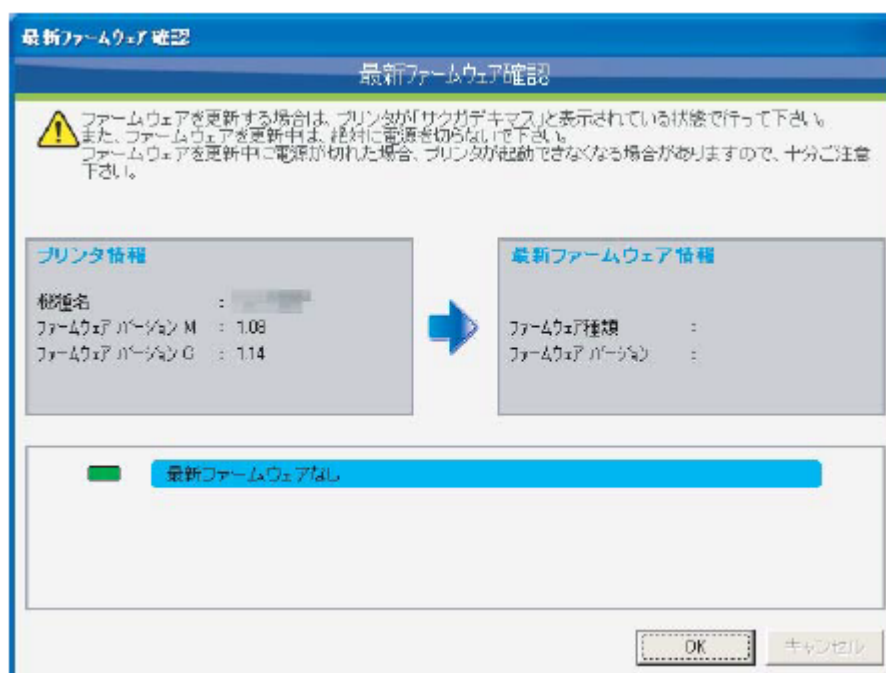 最新ファームウェア確認
最新ファームウェア確認
ファームウェアを更新する場合は、プリンタが「サクガデキマス」と表示されている状態で行って下さい。
また、ファームウェアを更新中は、絶対に電源を切らないで下さい。
ファームウェアを更新中に電源が切れた場合、プリンタが起動できなくなる場合がありますので、十分ご注意
下さい。
プリンタ情報
機種名 :
ファームウェア バージョン M : 1.08
ファームウェア バージョン G : 1.14
最新ファームウェア情報
ファームウェア種類 :
ファームウェア バージョン :
最新ファームウェアなし
OK
キャンセル